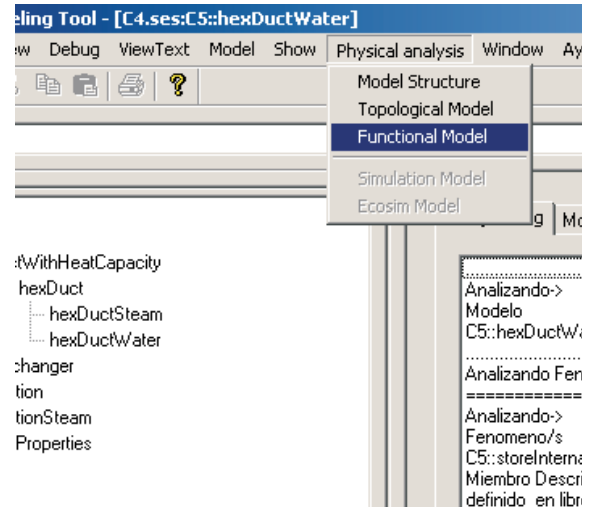 eling Tool - [C4.ses:C5::hexDuctWater]
ew Debug ViewText Model Show Physical analysis Window Ay
Model Structure
Topological Model
Functional Model
Simulation Model
Ecosim Model
g Mo
:tWithHeatCapacity
hexDuct
hexDuctSteam
hexDuctWater
:hanger
tion
tionSteam
Properties
Analizando->
Modelo
C5::hexDuctWa
Analizando Fen
============
Analizando->
Fenomeno/s
C5::storeInterna
Miembro Descri
definido en libr